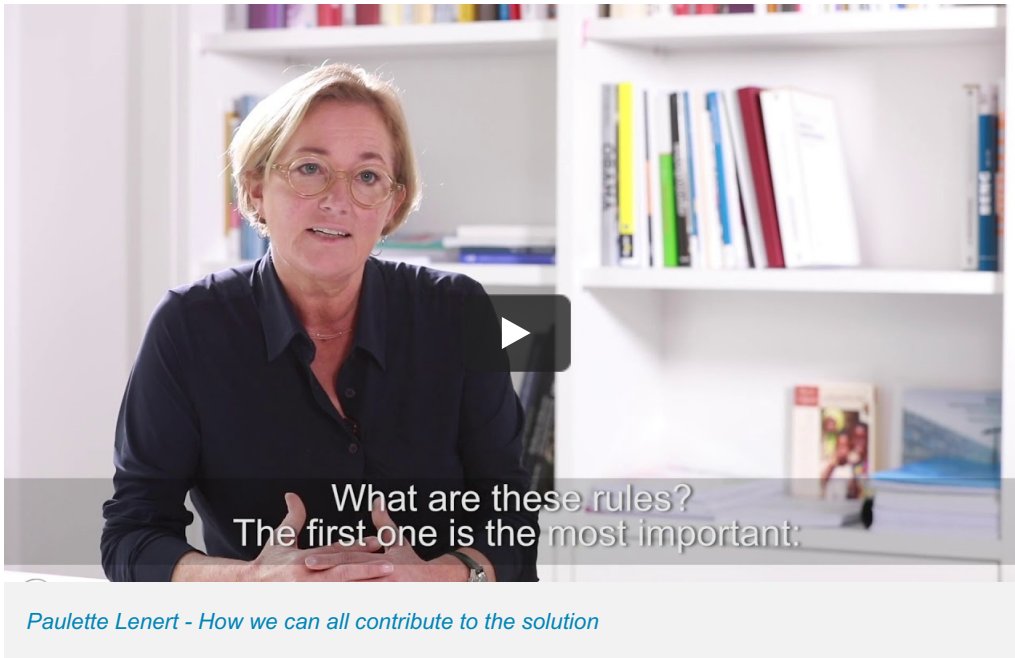 What are these rules?
The first one is the most important:
Paulette Lenert - How we can all contribute to the solution